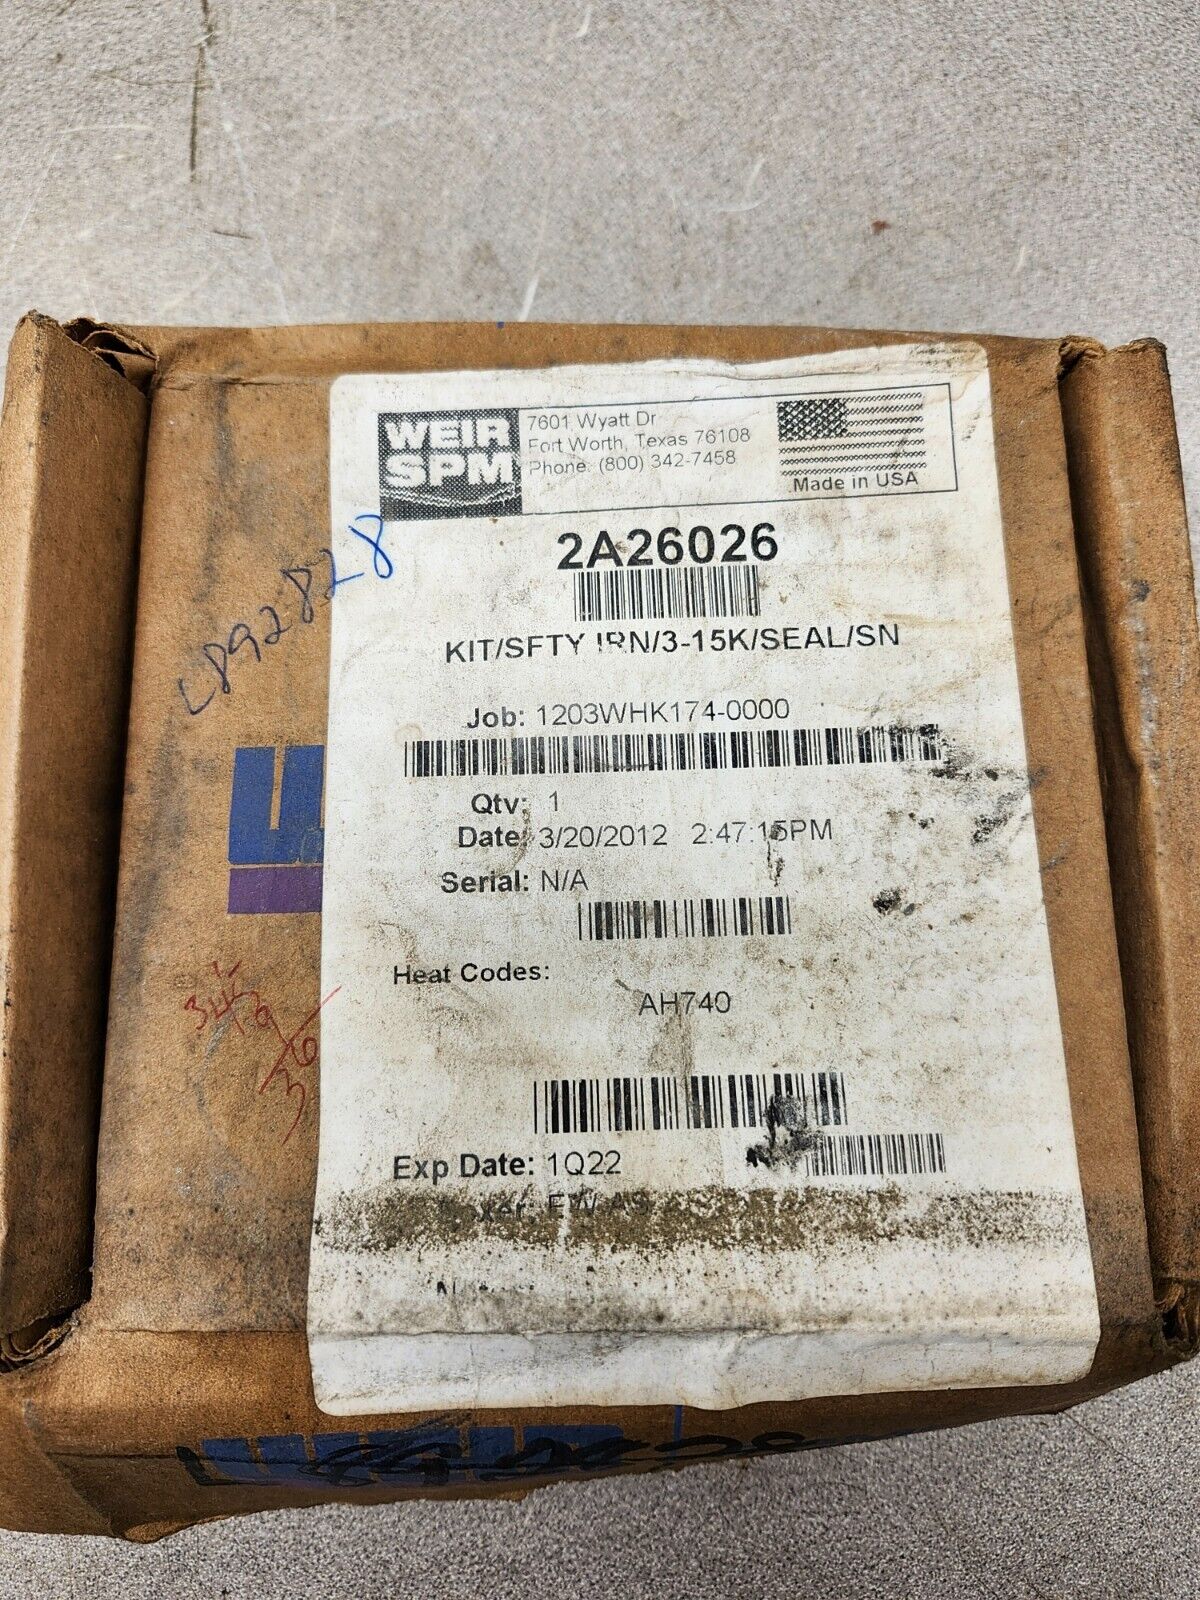 WEIR
SPM
7601 Wyatt Dr
Fort Worth, Texas 76108
Phone: (800) 342-7458
Made in USA
2A26026
KIT/SFTY IRN/3-15K/SEAL/SN
L892828
Job: 1203WHK174-0000
Qty: 1
Date: 3/20/2012 2:47:15PM
Serial: N/A
Heat Codes:
AH740
Exp Date: 1Q22